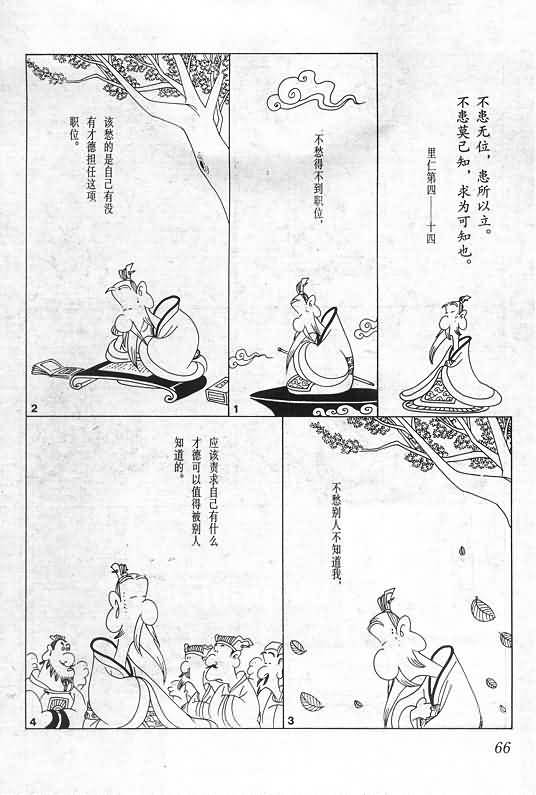 不患无位，患所以立。
不患莫己知，求为可知也。
里仁第四——十四
不愁得不到职位，
1
该愁的是自己有没
有才德担任这项
职位。
2
不愁别人不知道我，
3
应该责求自己有什么
才德可以值得被别人
知道的。
4
66